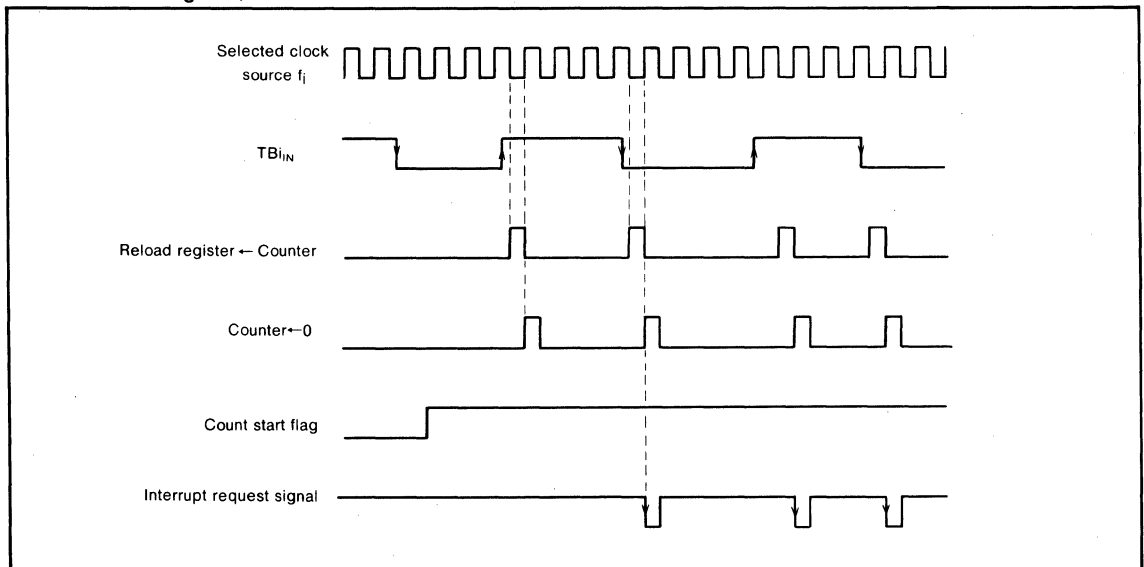 Selected clock
source fi
TBiIN
Reload register ← Counter
Counter←0
Count start flag
Interrupt request signal